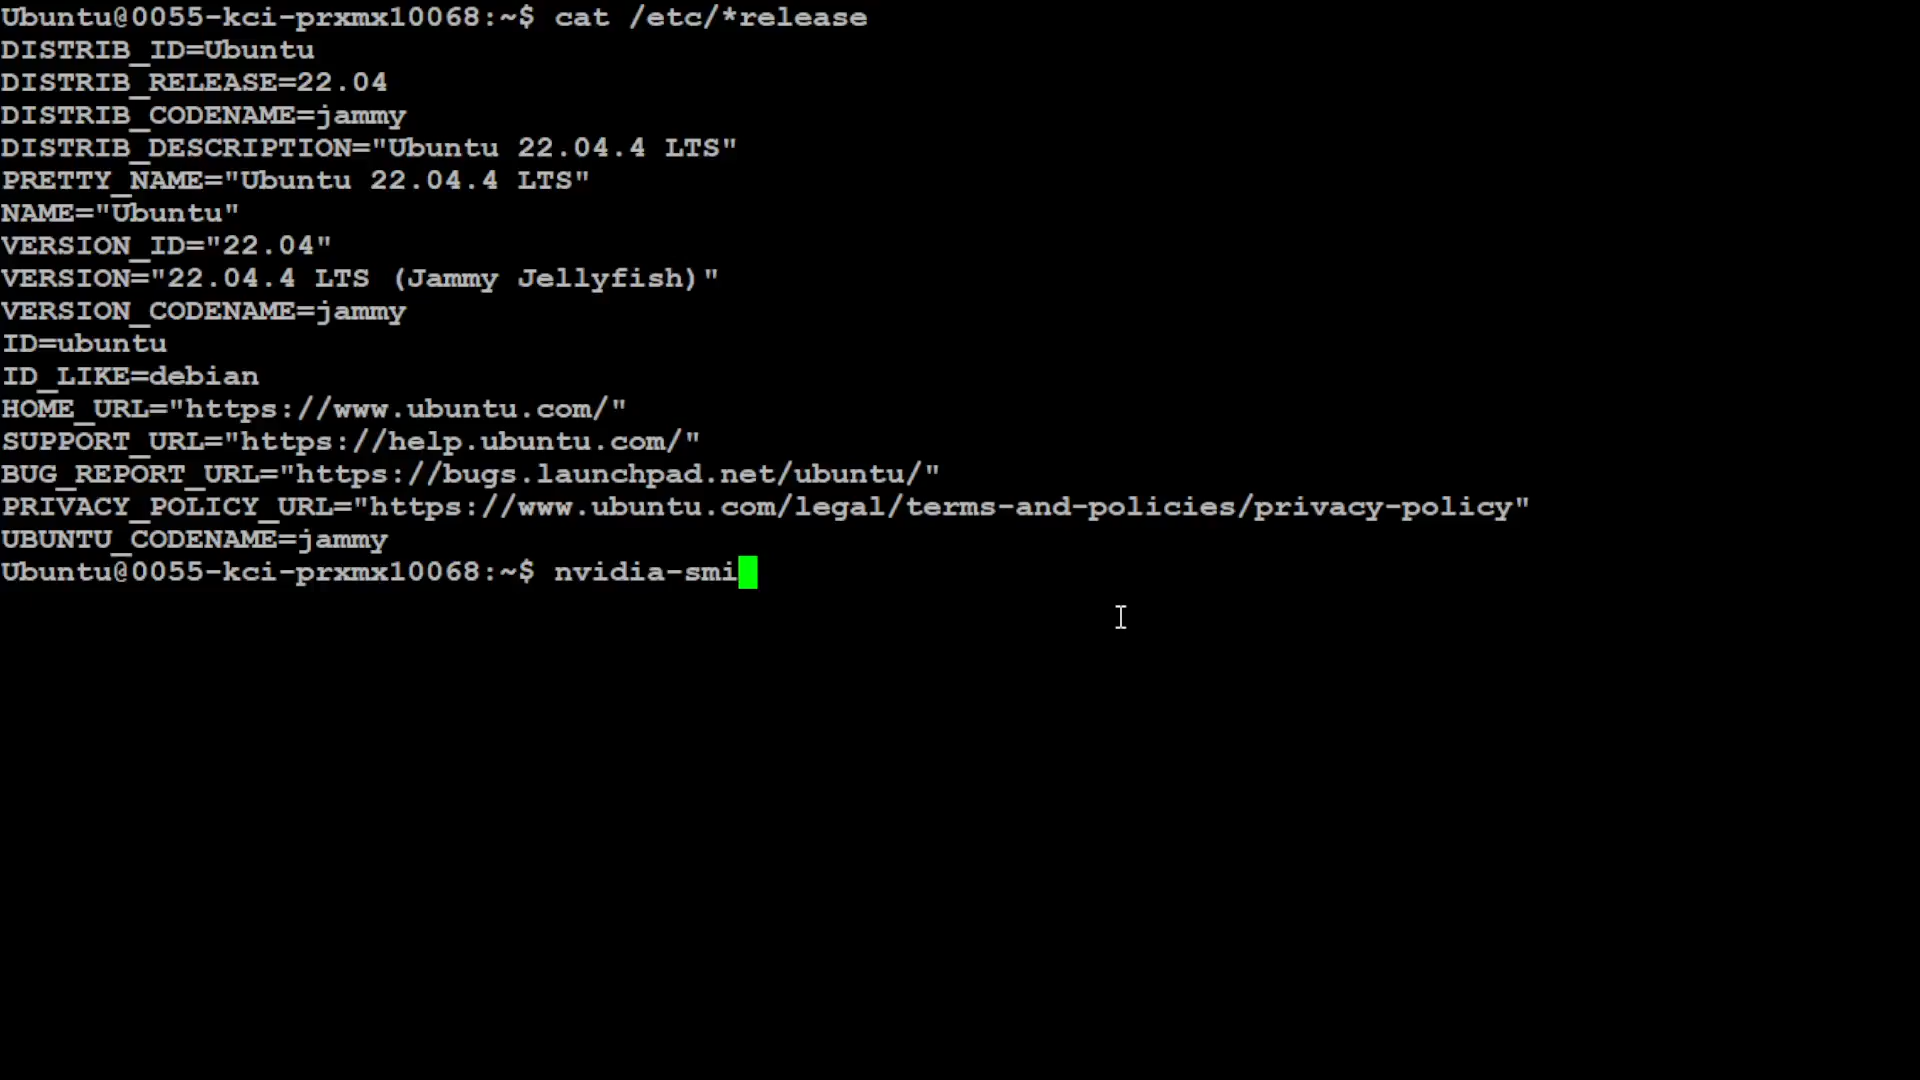 Ubuntu@0055-kci-prxmx10068:~$ cat /etc/*release
DISTRIB_ID=Ubuntu
DISTRIB_RELEASE=22.04
DISTRIB_CODENAME=jammy
DISTRIB_DESCRIPTION="Ubuntu 22.04.4 LTS"
PRETTY_NAME="Ubuntu 22.04.4 LTS"
NAME="Ubuntu"
VERSION_ID="22.04"
VERSION="22.04.4 LTS (Jammy Jellyfish)"
VERSION_CODENAME=jammy
ID=ubuntu
ID_LIKE=debian
HOME_URL="https://www.ubuntu.com/"
SUPPORT_URL="https://help.ubuntu.com/"
BUG_REPORT_URL="https://bugs.launchpad.net/ubuntu/"
PRIVACY_POLICY_URL="https://www.ubuntu.com/legal/terms-and-policies/privacy-policy"
UBUNTU_CODENAME=jammy
Ubuntu@0055-kci-prxmx10068:~$ nvidia-smi